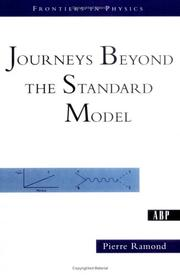 FRONTIERS IN PHYSICS
JOURNEYS BEYOND
THE STANDARD
MODEL
ABP
Pierre Ramond